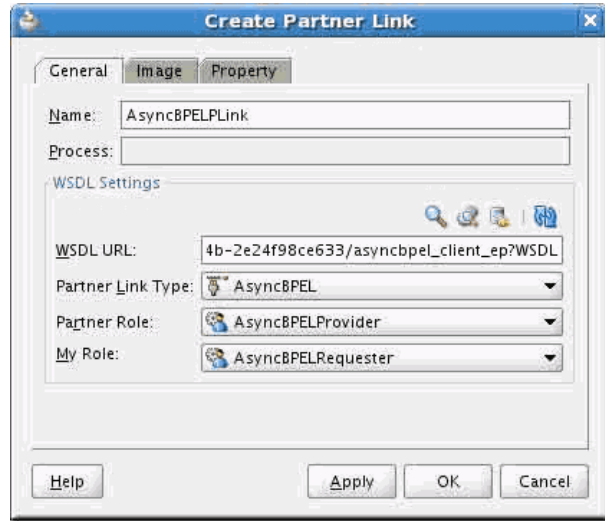 Create Partner Link
General Image Property
Name: AsyncBPELPLink
Process:
WSDL Settings
WSDL URL: 4b-2e24f98ce633/asyncbpel_client_ep?WSDL
Partner Link Type: AsyncBPEL
Partner Role: AsyncBPELProvider
My Role: AsyncBPELRequester
Help Apply OK Cancel